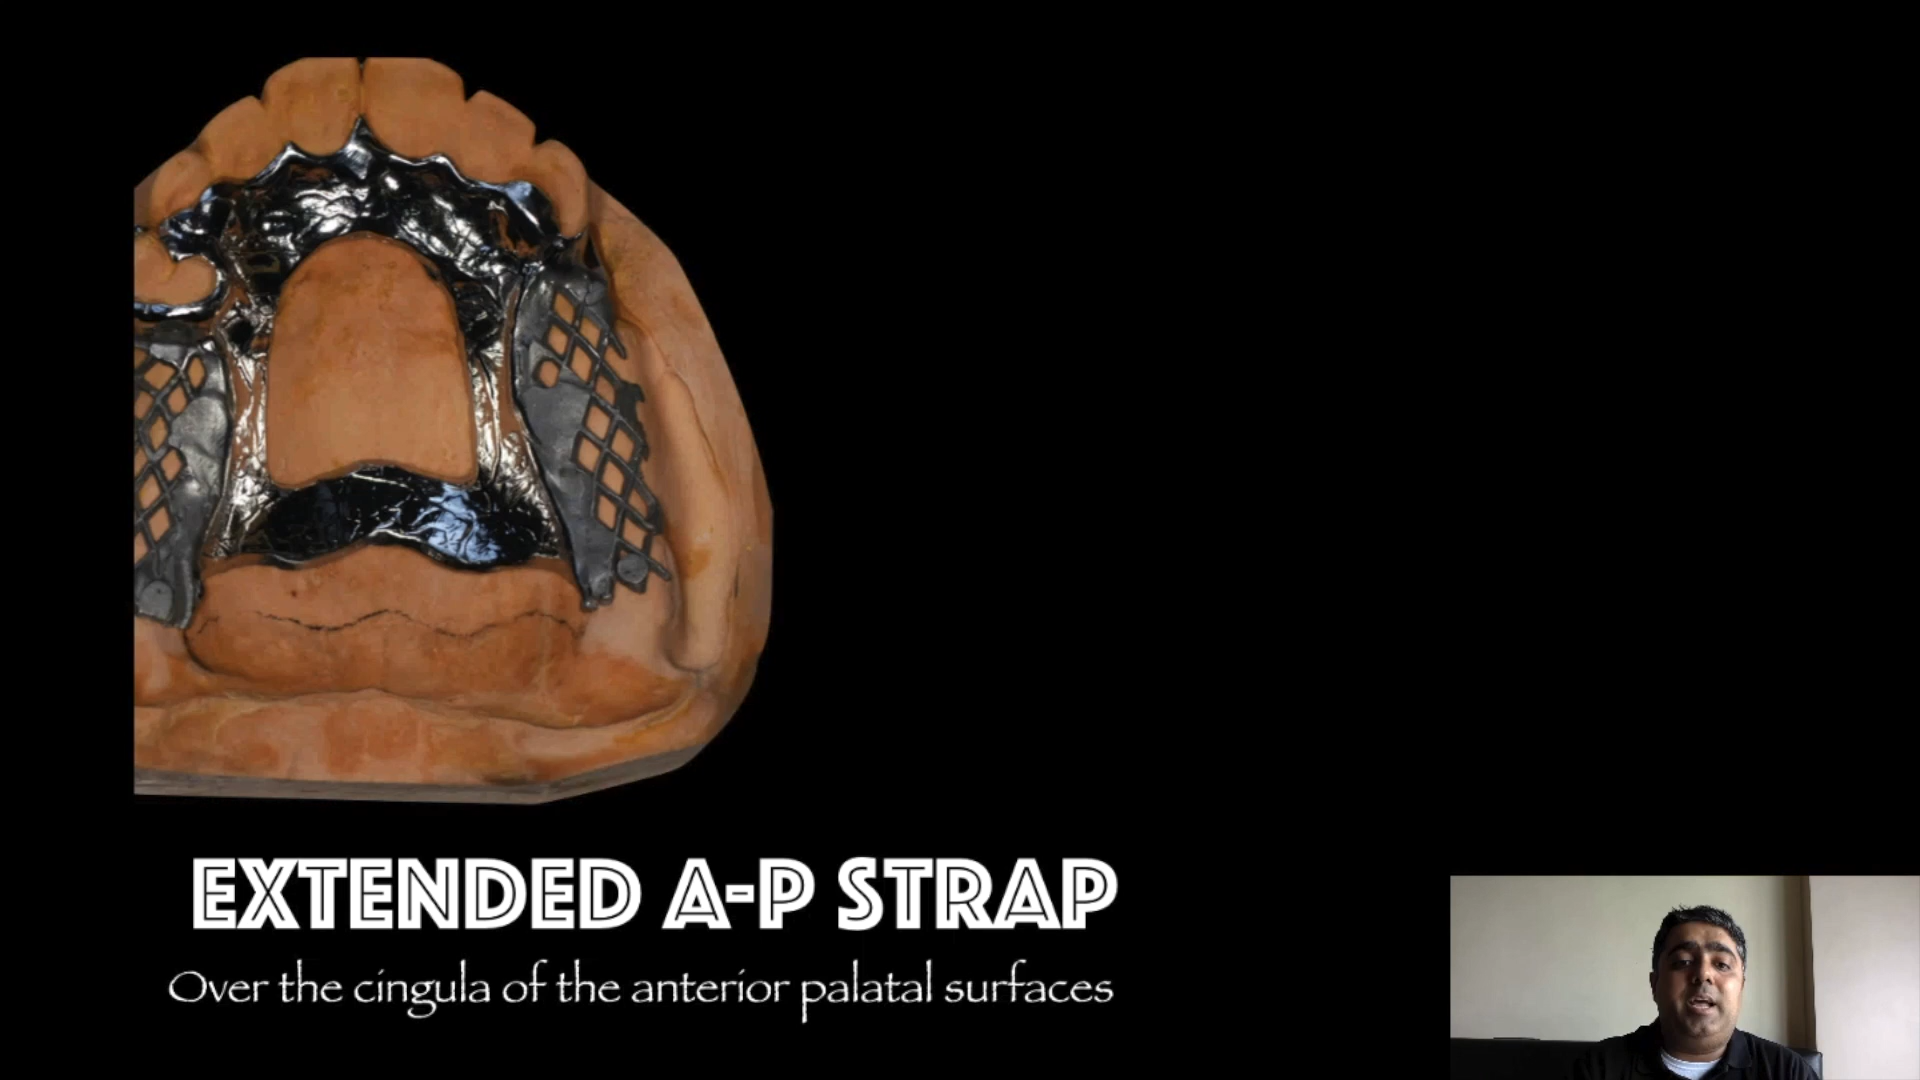 EXTENDED A-P STRAP
Over the cingula of the anterior palatal surfaces